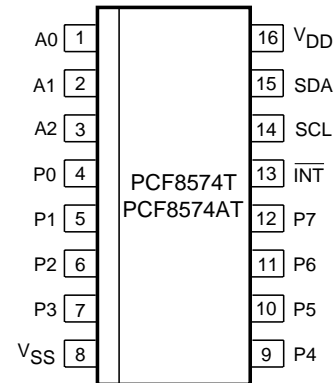 A0 1 16 VDD
A1 2 15 SDA
A2 3 14 SCL
P0 4 13 INT
PCF8574T
PCF8574AT
P1 5 12 P7
P2 6 11 P6
P3 7 10 P5
VSS 8 9 P4